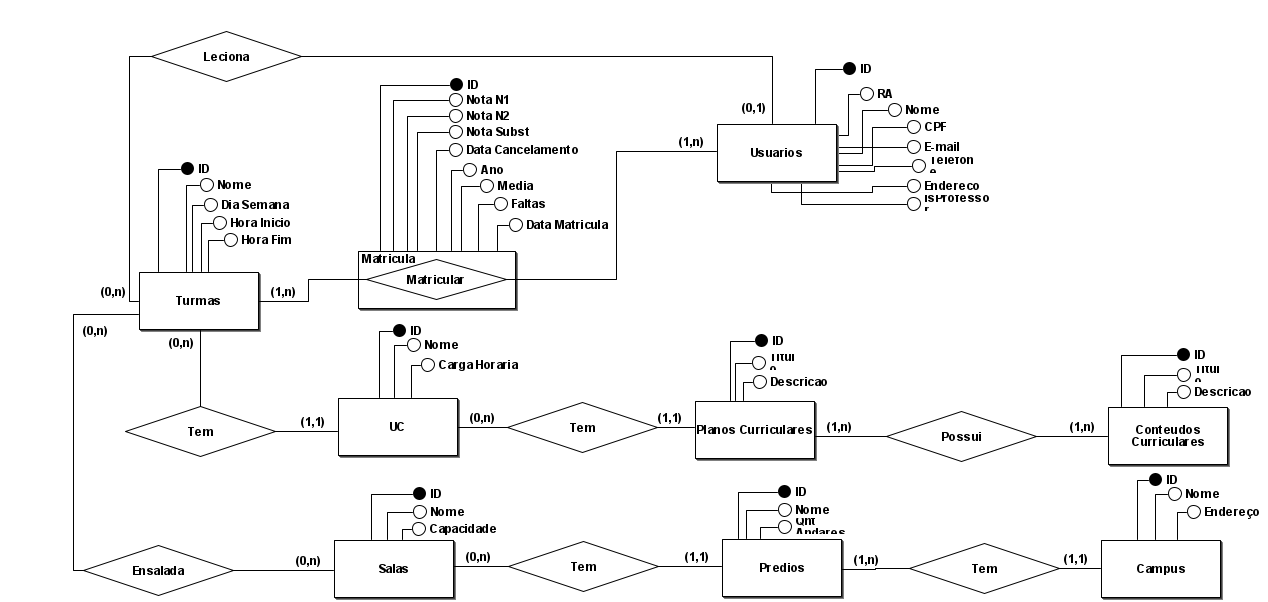 Leciona
ID
ID
Nota N1
RA
Nota N2
(0,1)
Nome
Nota Subst
CPF
(1,n)
Data Cancelamento
Usuarios
E-mail
Telefon
e
ID
Ano
Nome
Media
Endereco
IsProfesso
r
Dia Semana
Faltas
Hora Inicio
Data Matricula
Hora Fim
Matricula
Matricular
(0,n)
Turmas
(1,n)
(0,n)
(0,n)
ID
Nome
Carga Horaria
ID
Titul
o
Descricao
ID
Titul
o
Descricao
Tem
(1,1)
UC
(0,n)
Tem
(1,1)
Planos Curriculares
(1,n)
Possui
(1,n)
Conteudos
Curriculares
ID
Nome
Capacidade
ID
Nome
Qnt
Andares
ID
Nome
Endereço
Ensalada
(0,n)
Salas
(0,n)
Tem
(1,1)
Predios
(1,n)
Tem
(1,1)
Campus